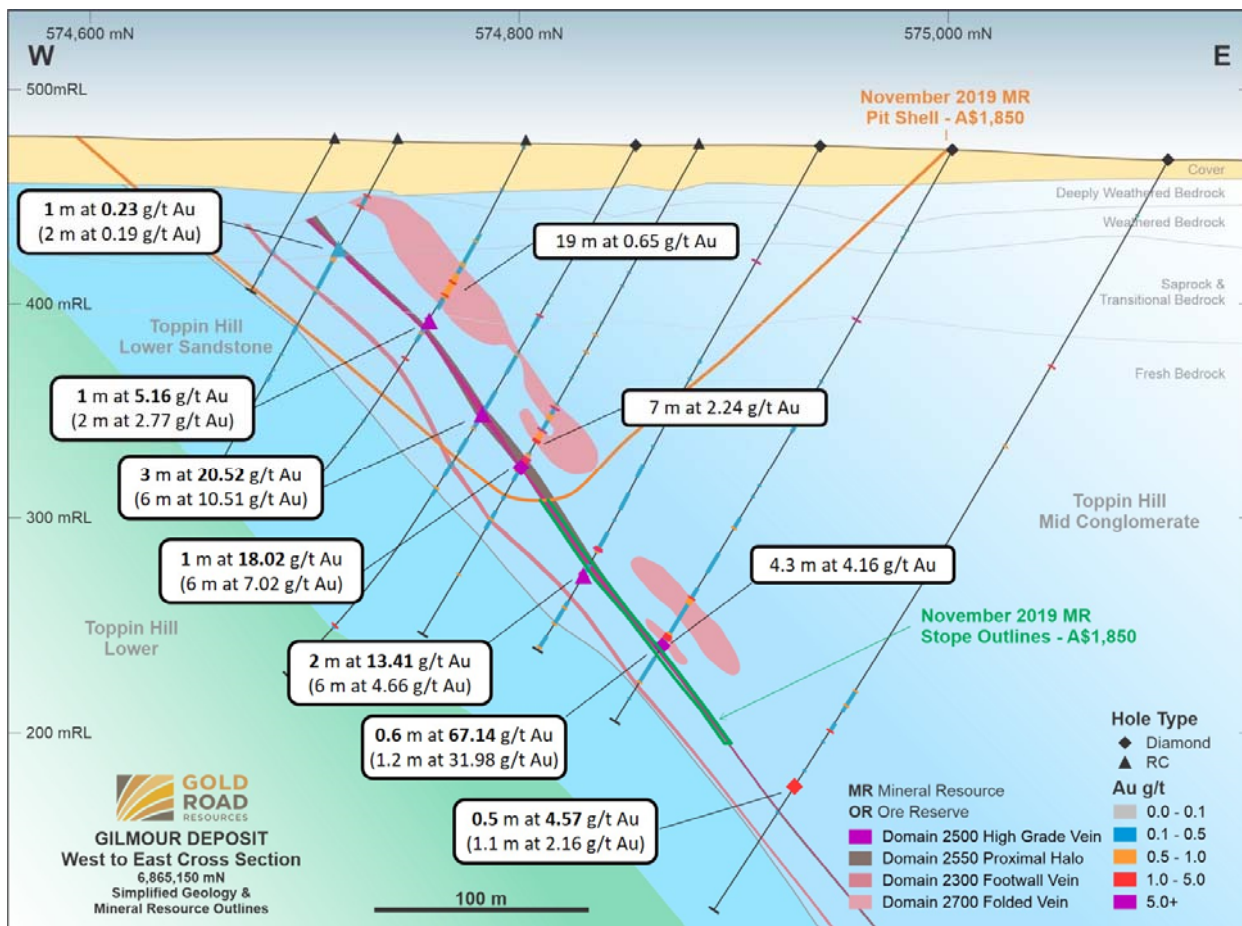 574,600 mN
574,800 mN
575,000 mN
W
E
500mRL
November 2019 MR
Pit Shell - A$1,850
Cover
Deeply Weathered Bedrock
Weathered Bedrock
1 m at 0.23 g/t Au
(2 m at 0.19 g/t Au)
19 m at 0.65 g/t Au
400 mRL
Saprock &
Transitional Bedrock
Toppin Hill
Lower Sandstone
Fresh Bedrock
1 m at 5.16 g/t Au
(2 m at 2.77 g/t Au)
7 m at 2.24 g/t Au
3 m at 20.52 g/t Au
(6 m at 10.51 g/t Au)
300 mRL
Toppin Hill
Mid Conglomerate
1 m at 18.02 g/t Au
(6 m at 7.02 g/t Au)
4.3 m at 4.16 g/t Au
Toppin Hill
Lower
November 2019 MR
Stope Outlines - A$1,850
2 m at 13.41 g/t Au
(6 m at 4.66 g/t Au)
0.6 m at 67.14 g/t Au
(1.2 m at 31.98 g/t Au)
200 mRL
0.5 m at 4.57 g/t Au
(1.1 m at 2.16 g/t Au)
GOLD
ROAD
RESOURCES
GILMOUR DEPOSIT
West to East Cross Section
6,865,150 mN
Simplified Geology &
Mineral Resource Outlines
100 m
MR Mineral Resource
OR Ore Reserve
Domain 2500 High Grade Vein
Domain 2550 Proximal Halo
Domain 2300 Footwall Vein
Domain 2700 Folded Vein
Hole Type
Diamond
RC
Au g/t
0.0 - 0.1
0.1 - 0.5
0.5 - 1.0
1.0 - 5.0
5.0+